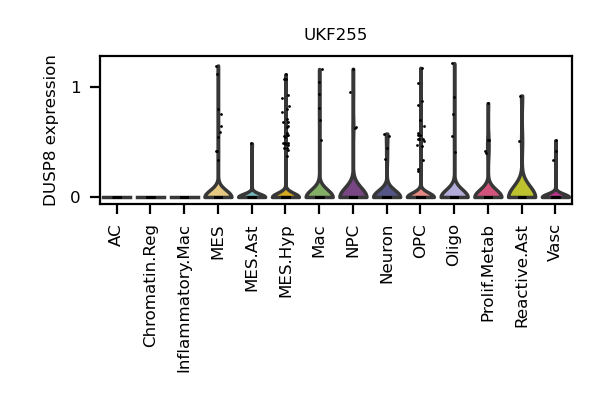 UKF255
DUSP8 expression
1
0
AC
Chromatin.Reg
Inflammatory.Mac
MES
MES.Ast
MES.Hyp
Mac
NPC
Neuron
OPC
Oligo
Prolif.Metab
Reactive.Ast
Vasc